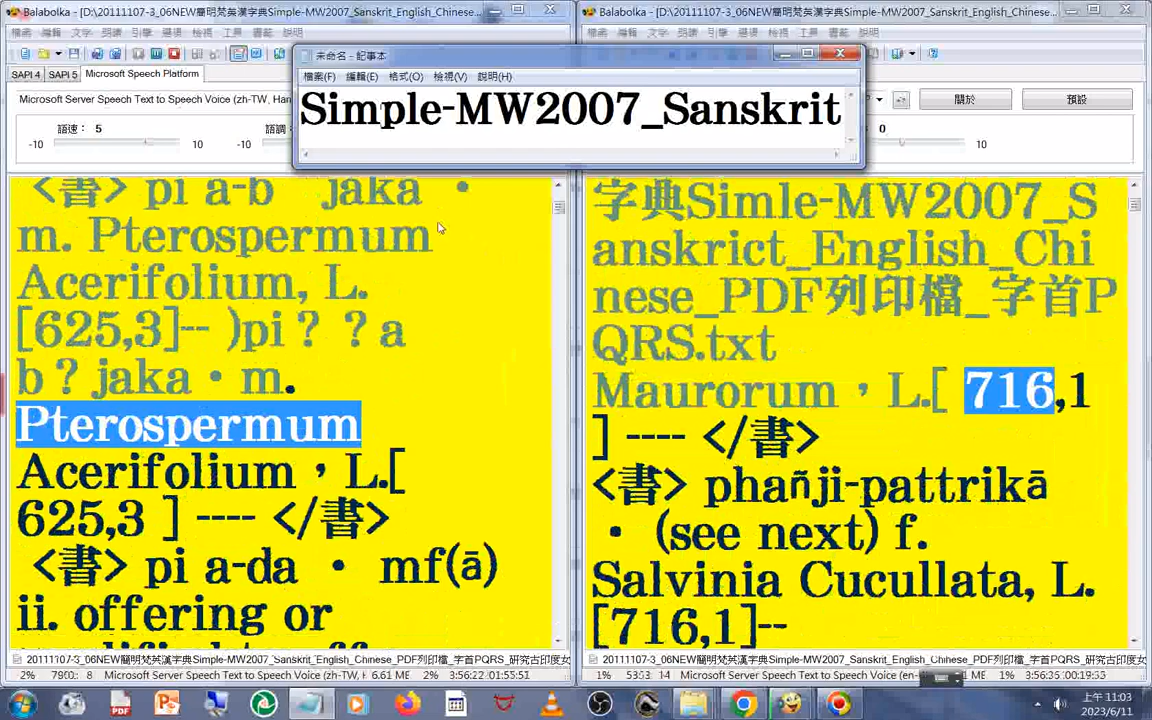 Balabolka - [D:\20111107-3_06NEW簡明梵英漢字典Simple-MW2007_Sanskrit_English_Chinese...
Balabolka - [D:\20111107-3_06NEW簡明梵英漢字典Simple-MW2007_Sanskrit_English_Chinese...
未命名 - 記事本
檔案(F) 編輯(E) 格式(O) 檢視(V) 說明(H)
Simple-MW2007_Sanskrit
SAPI 4 SAPI 5 Microsoft Speech Platform
Microsoft Server Speech Text to Speech Voice (zh-TW, Han
關於 預設
語速： 5
語調
0
-10 10 -10
10
<書> pi a-b jaka •
m. Pterospermum
Acerifolium, L.
[625,3]-- )pi？ ？a
b？jaka • m.
Pterospermum
Acerifolium，L.[
625,3 ] ---- </書>
<書> pi a-da • mf(ā)
ii. offering or
字典Simle-MW2007_S
anskrict_English_Chi
nese_PDF列印檔_字首P
QRS.txt
Maurorum，L.[ 716,1
] ---- </書>
<書> phañji-pattrikā
• (see next) f.
Salvinia Cucullata, L.
[716,1]--
20111107-3_06NEW簡明梵英漢字典Simple-MW2007_Sanskrit_English_Chinese_PDF列印檔_字首PQRS_研究古印度女
20111107-3_06NEW簡明梵英漢字典Simple-MW2007_Sanskrit_English_Chinese_PDF列印檔_字首PQRS_研究古印度女
2% 7900: 8 Microsoft Server Speech Text to Speech Voice (zh-TW, H 6.61 ME 2% 3:56:22/01:55:51
1% 5353: 14 Microsoft Server Speech Text to Speech Voice 1% 3:56:35/00:19:55
上午 11:03
2023/6/11